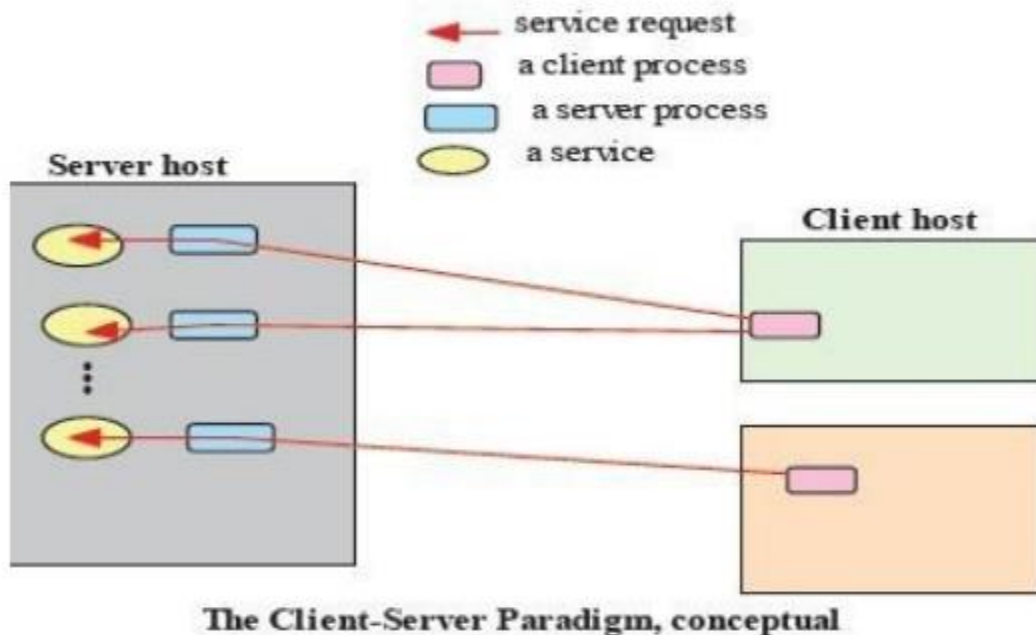 service request
a client process
a server process
a service
Server host
Client host
The Client-Server Paradigm, conceptual